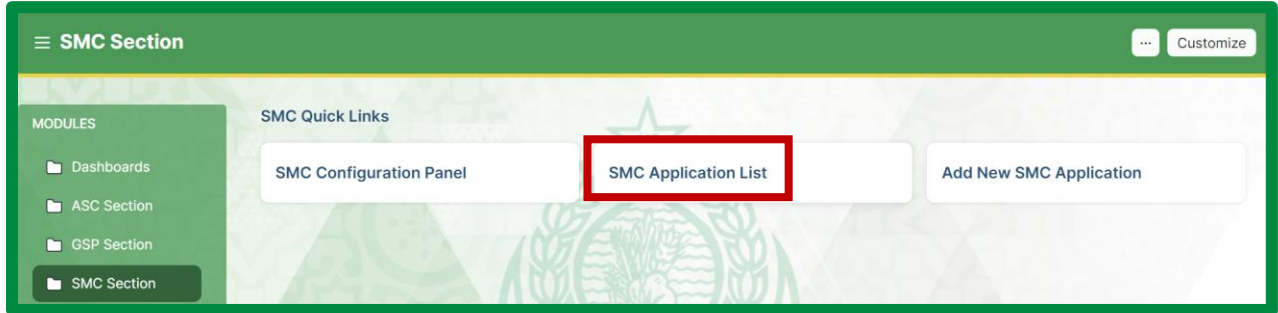 SMC Section
... Customize
MODULES
Dashboards
ASC Section
GSP Section
SMC Section
SMC Quick Links
SMC Configuration Panel
SMC Application List
Add New SMC Application